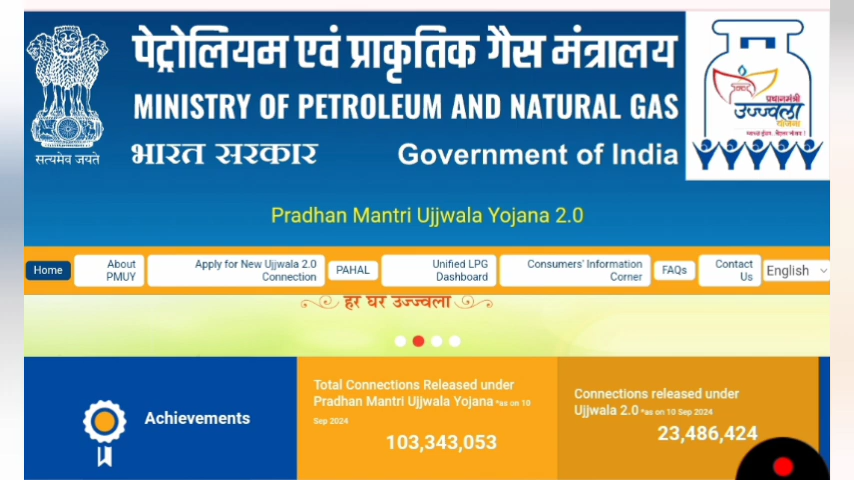 पेट्रोलियम एवं प्राकृतिक गैस मंत्रालय
MINISTRY OF PETROLEUM AND NATURAL GAS
भारत सरकार
Government of India
सत्यमेव जयते
प्रधानमंत्री
उज्ज्वला
योजना
Pradhan Mantri Ujjwala Yojana 2.0
Home
About
PMUY
Apply for New Ujjwala 2.0
Connection
PAHAL
Unified LPG
Dashboard
Consumers' Information
Corner
FAQs
Contact
Us
English
हर घर उज्ज्वला
Achievements
Total Connections Released under
Pradhan Mantri Ujjwala Yojana *as on 10
Sep 2024
103,343,053
Connections released under
Ujjwala 2.0 *as on 10 Sep 2024
23,486,424